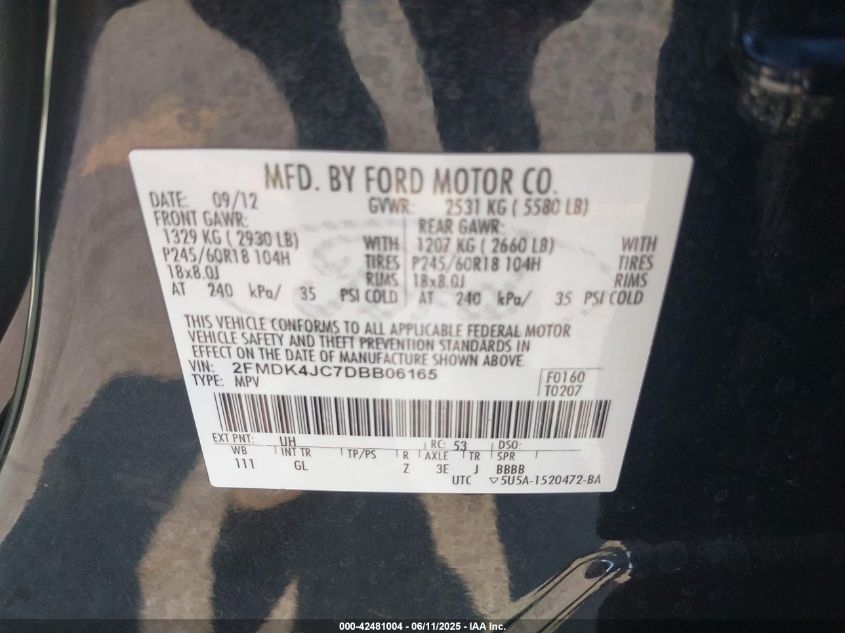 MFD. BY FORD MOTOR CO.
DATE: 09/12 GVWR: 2531 KG ( 5580 LB)
FRONT GAWR: REAR GAWR:
1329 KG ( 2930 LB) WITH 1207 KG ( 2660 LB) WITH
P245/60R18 104H TIRES P245/60R18 104H TIRES
18x8.0J RIMS 18x8.0J RIMS
AT 240 kPa/ 35 PSI COLD AT 240 kPa/ 35 PSI COLD
THIS VEHICLE CONFORMS TO ALL APPLICABLE FEDERAL MOTOR
VEHICLE SAFETY AND THEFT PREVENTION STANDARDS IN
EFFECT ON THE DATE OF MANUFACTURE SHOWN ABOVE.
VIN: 2FMDK4JC7DBB06165 F0160
TYPE: MPV T0207
EXT PNT: UH RC: 53 DSO:
WB INT TR TP/PS R AXLE TR SPR
111 GL Z 3E J BBBB
UTC ▽5U5A-1520472-BA
000-42481004 - 06/11/2025 - IAA Inc.